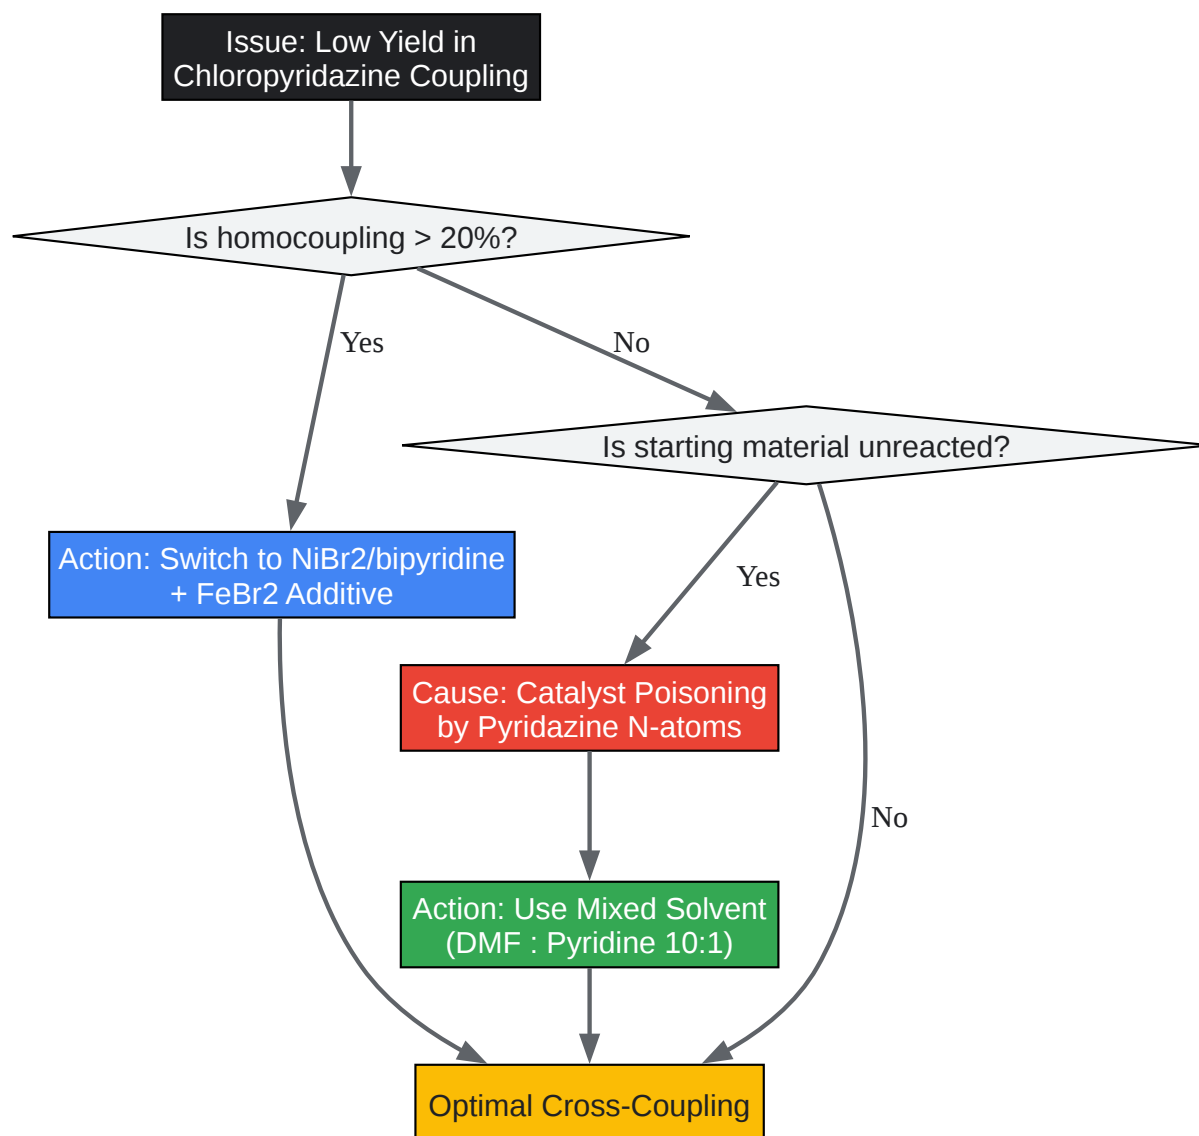 Issue: Low Yield in
Chloropyridazine Coupling
Is homocoupling > 20%?
Yes
No
Is starting material unreacted?
Action: Switch to NiBr2/bipyridine
+ FeBr2 Additive
Yes
Cause: Catalyst Poisoning
by Pyridazine N-atoms
No
Action: Use Mixed Solvent
(DMF : Pyridine 10:1)
Optimal Cross-Coupling